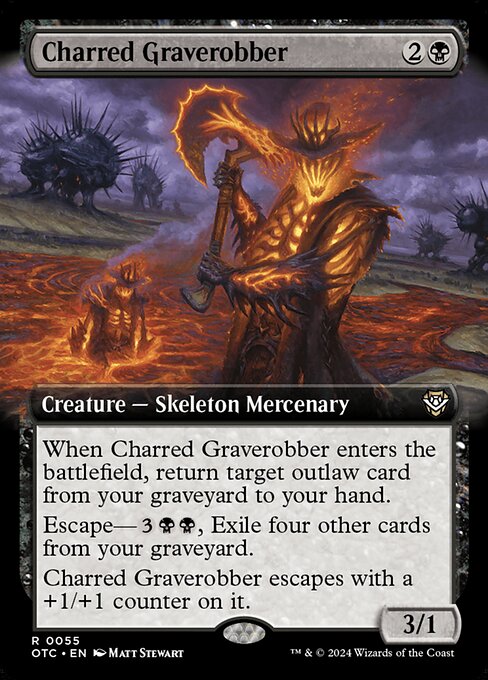 Charred Graverobber 2
Creature — Skeleton Mercenary
When Charred Graverobber enters the
battlefield, return target outlaw card
from your graveyard to your hand.
Escape—3, Exile four other cards
from your graveyard.
Charred Graverobber escapes with a
+1/+1 counter on it.
3/1
R 0055
OTC • EN Matt Stewart
™ & © 2024 Wizards of the Coast